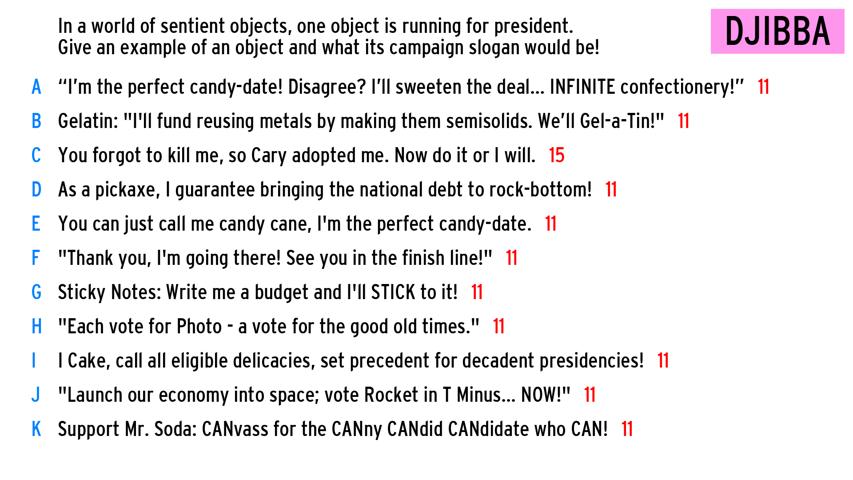 In a world of sentient objects, one object is running for president.
Give an example of an object and what its campaign slogan would be!
DJIBBA
A “I’m the perfect candy-date! Disagree? I’ll sweeten the deal... INFINITE confectionery!” 11
B Gelatin: "I'll fund reusing metals by making them semisolids. We’ll Gel-a-Tin!" 11
C You forgot to kill me, so Cary adopted me. Now do it or I will. 15
D As a pickaxe, I guarantee bringing the national debt to rock-bottom! 11
E You can just call me candy cane, I'm the perfect candy-date. 11
F "Thank you, I'm going there! See you in the finish line!" 11
G Sticky Notes: Write me a budget and I'll STICK to it! 11
H "Each vote for Photo - a vote for the good old times." 11
I I Cake, call all eligible delicacies, set precedent for decadent presidencies! 11
J "Launch our economy into space; vote Rocket in T Minus... NOW!" 11
K Support Mr. Soda: CANvass for the CANny CANdid CANdidate who CAN! 11